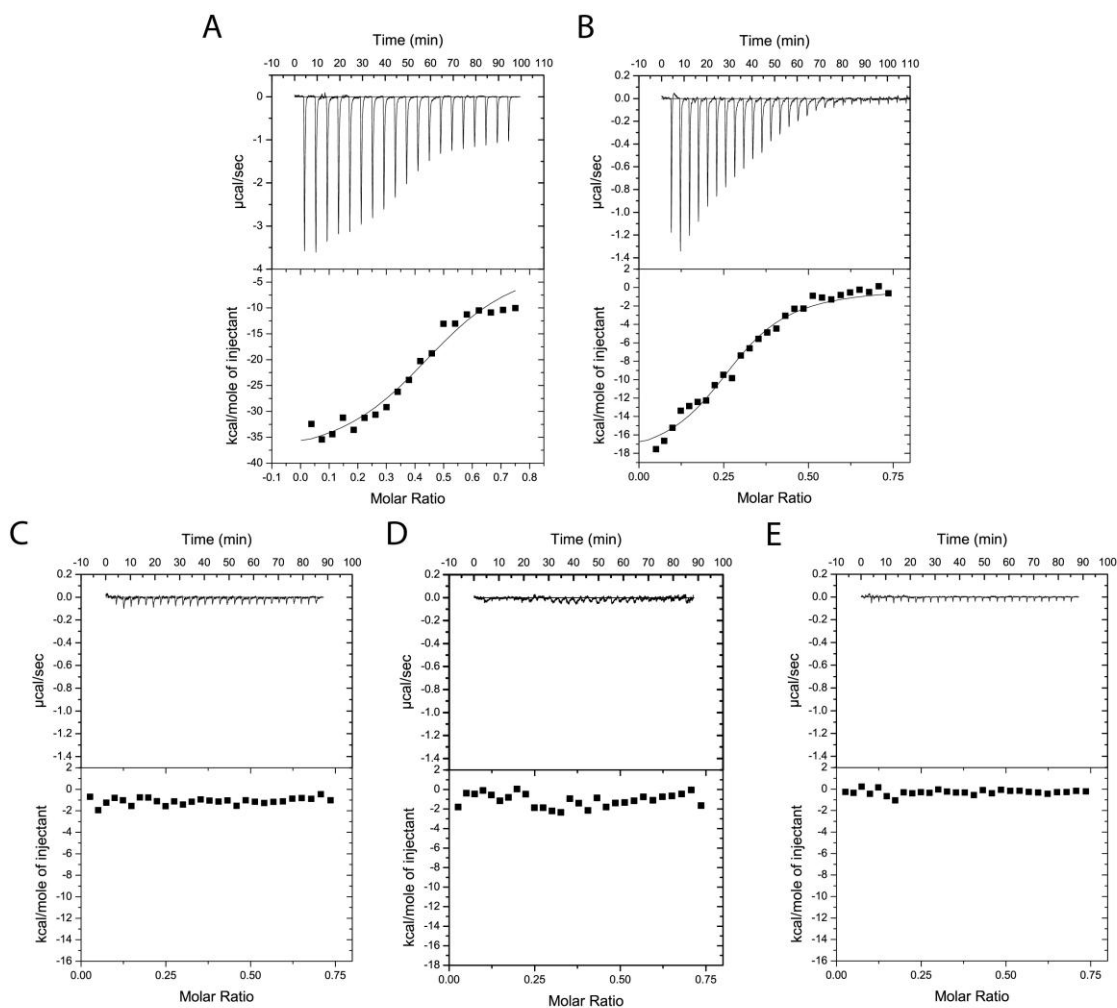 A
Time (min)
-10 0 10 20 30 40 50 60 70 80 90 100 110
0
-1
-2
-3
-4
µcal/sec
-5
-10
-15
-20
-25
-30
-35
-40
kcal/mole of injectant
0.0 0.1 0.2 0.3 0.4 0.5 0.6 0.7 0.8
Molar Ratio
B
Time (min)
-10 0 10 20 30 40 50 60 70 80 90 100 110
0.2
0.0
-0.2
-0.4
-0.6
-0.8
-1.0
-1.2
-1.4
µcal/sec
2
0
-2
-4
-6
-8
-10
-12
-14
-16
-18
kcal/mole of injectant
0.00 0.25 0.50 0.75
Molar Ratio
C
Time (min)
-10 0 10 20 30 40 50 60 70 80 90 100
0.2
0.0
-0.2
-0.4
-0.6
-0.8
-1.0
-1.2
-1.4
µcal/sec
2
0
-2
-4
-6
-8
-10
-12
-14
-16
kcal/mole of injectant
0.00 0.25 0.50 0.75
Molar Ratio
D
Time (min)
-10 0 10 20 30 40 50 60 70 80 90 100
0.2
0.0
-0.2
-0.4
-0.6
-0.8
-1.0
-1.2
-1.4
µcal/sec
2
0
-2
-4
-6
-8
-10
-12
-14
-16
-18
kcal/mole of injectant
0.00 0.25 0.50 0.75
Molar Ratio
E
Time (min)
-10 0 10 20 30 40 50 60 70 80 90 100
0.2
0.0
-0.2
-0.4
-0.6
-0.8
-1.0
-1.2
-1.4
µcal/sec
2
0
-2
-4
-6
-8
-10
-12
-14
-16
kcal/mole of injectant
0.00 0.25 0.50 0.75
Molar Ratio